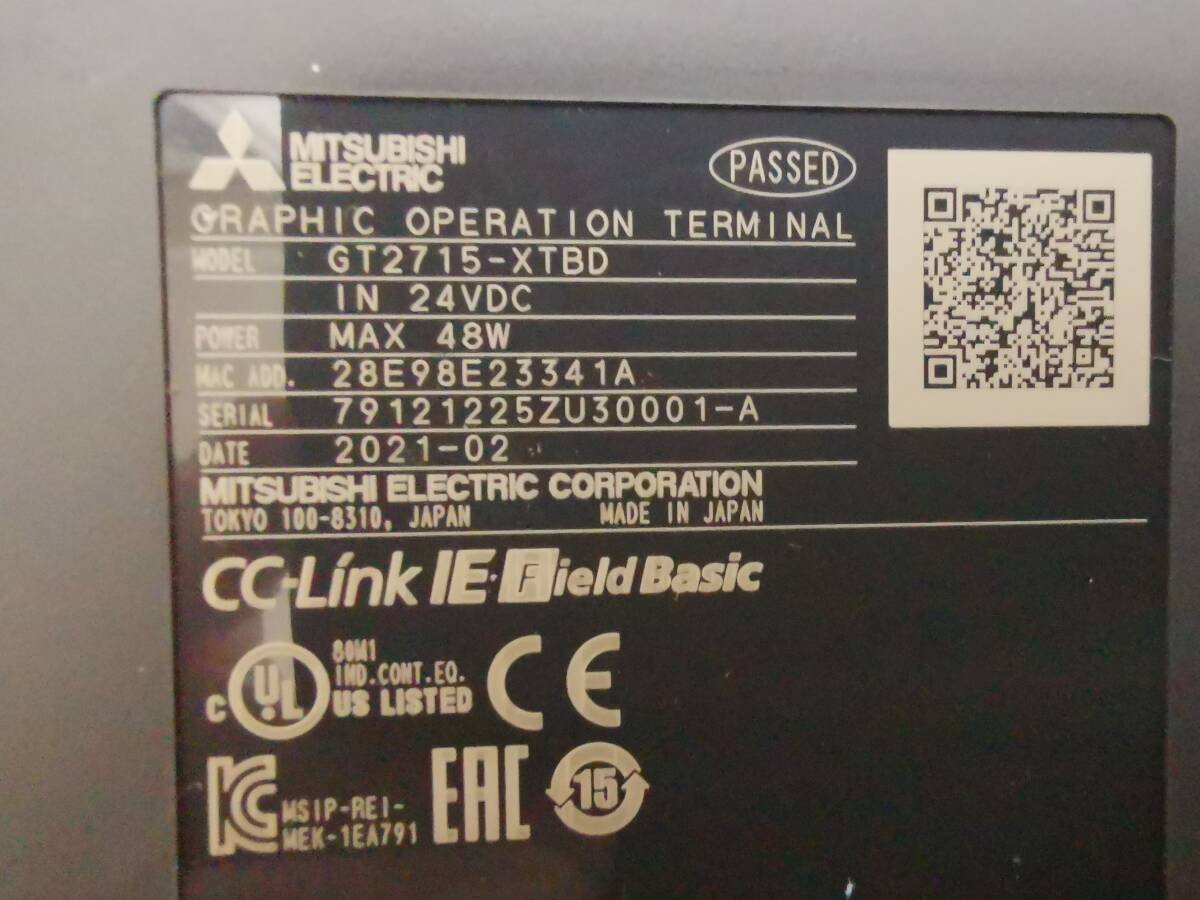 MITSUBISHI
ELECTRIC
PASSED
GRAPHIC OPERATION TERMINAL
MODEL GT2715-XTBD
IN 24VDC
POWER MAX 48W
MAC ADD. 28E98E23341A
SERIAL 79121225ZU30001-A
DATE 2021-02
MITSUBISHI ELECTRIC CORPORATION
TOKYO 100-8310, JAPAN MADE IN JAPAN
CC-Link IE Field Basic
80M1
IND.CONT.EQ.
C UL US LISTED
CE
KC MSIP-REI-
MEK-1EA791
EAC
15